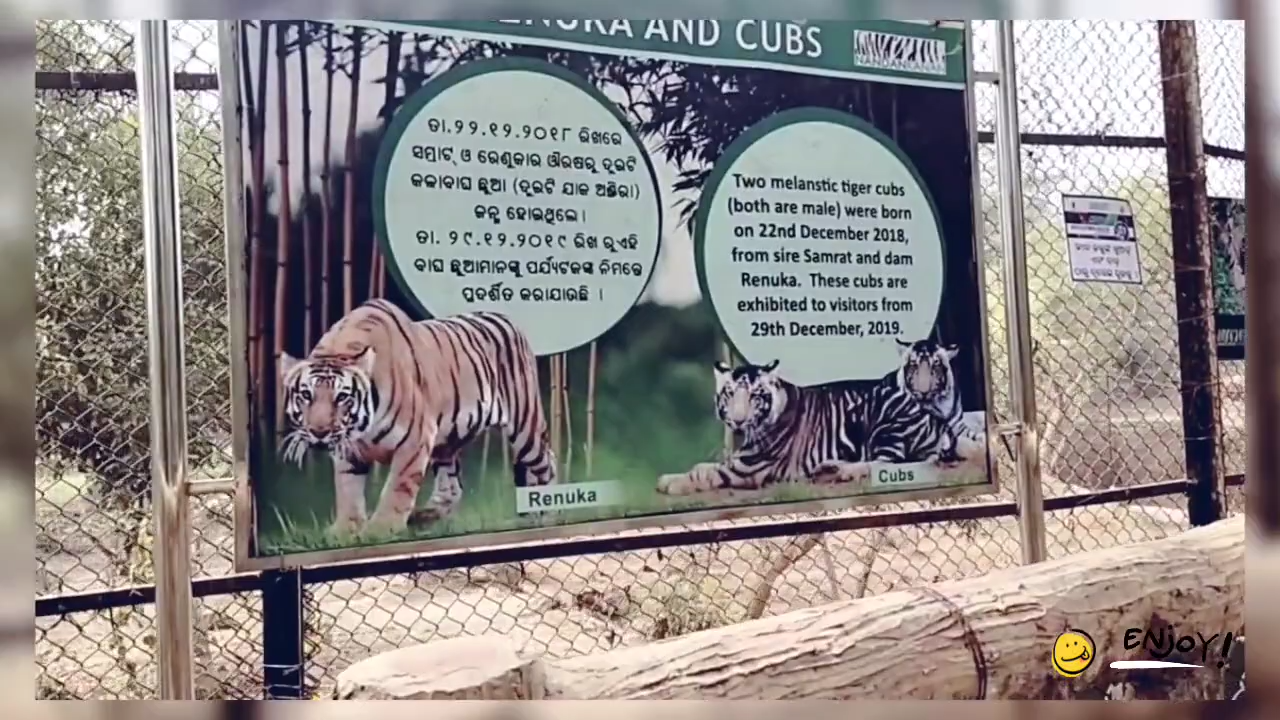 RENUKA AND CUBS
NANDANKANAN
ତା.୨୨.୧୨.୨୦୧୮ ରିଖରେ
ସମ୍ରାଟ୍ ଓ ରେଣୁକାର ଔରଷରୁ ଦୁଇଟି
କଳାବାଘ ଛୁଆ (ଦୁଇଟି ଯାକ ଅଣ୍ଡିରା)
ଜନ୍ମ ହୋଇଥିଲେ।
ତା. ୨୯.୧୨.୨୦୧୯ ରିଖ ରୁ ଏହି
ବାଘ ଛୁଆମାନଙ୍କୁ ପର୍ଯ୍ୟଟକଙ୍କ ନିମନ୍ତେ
ପ୍ରଦର୍ଶିତ କରାଯାଉଛି ।
Two melanstic tiger cubs
(both are male) were born
on 22nd December 2018,
from sire Samrat and dam
Renuka. These cubs are
exhibited to visitors from
29th December, 2019.
Renuka
Cubs
ENJOY!